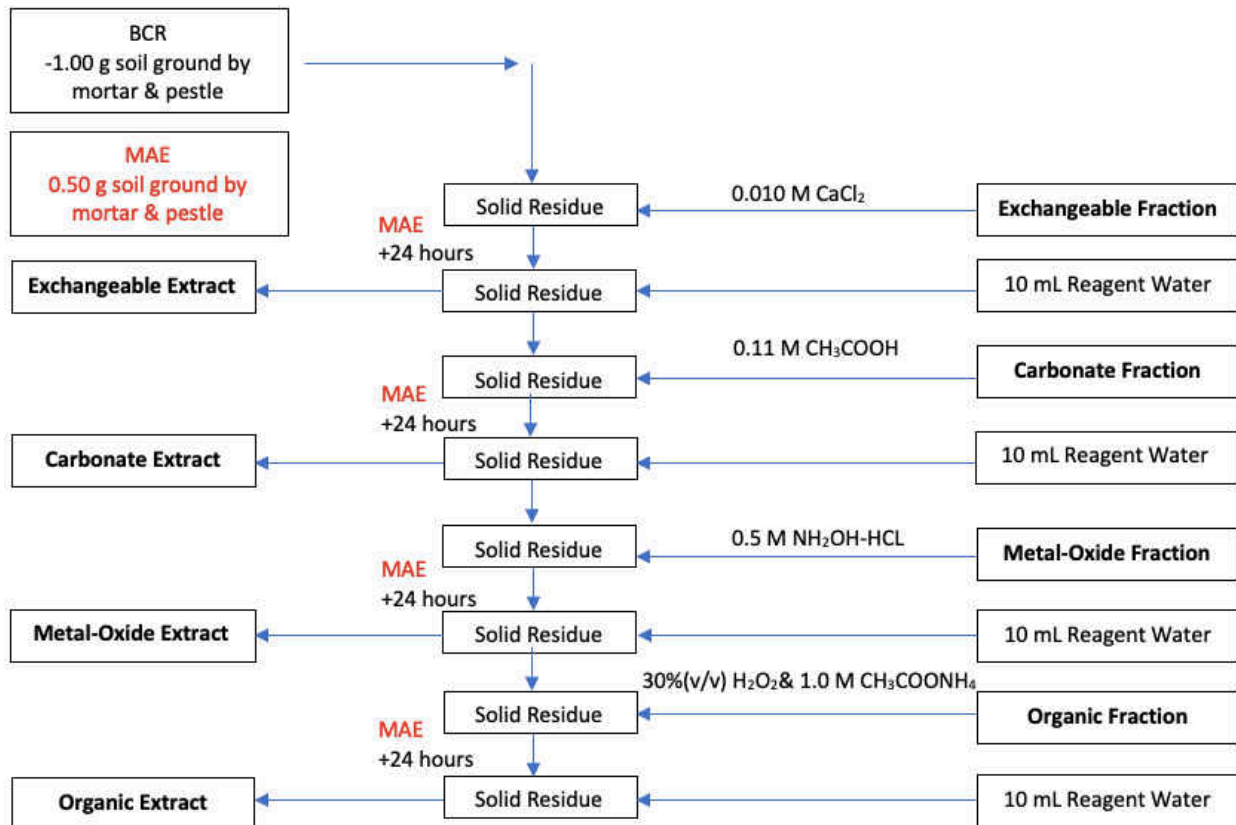 BCR
-1.00 g soil ground by
mortar & pestle
MAE
0.50 g soil ground by
mortar & pestle
Solid Residue
0.010 M CaCl₂
Exchangeable Fraction
MAE
+24 hours
Exchangeable Extract
Solid Residue
10 mL Reagent Water
0.11 M CH₃COOH
Solid Residue
Carbonate Fraction
MAE
+24 hours
Carbonate Extract
Solid Residue
10 mL Reagent Water
0.5 M NH₂OH-HCL
Solid Residue
Metal-Oxide Fraction
MAE
+24 hours
Metal-Oxide Extract
Solid Residue
10 mL Reagent Water
30%(v/v) H₂O₂& 1.0 M CH₃COONH₄
Solid Residue
Organic Fraction
MAE
+24 hours
Organic Extract
Solid Residue
10 mL Reagent Water